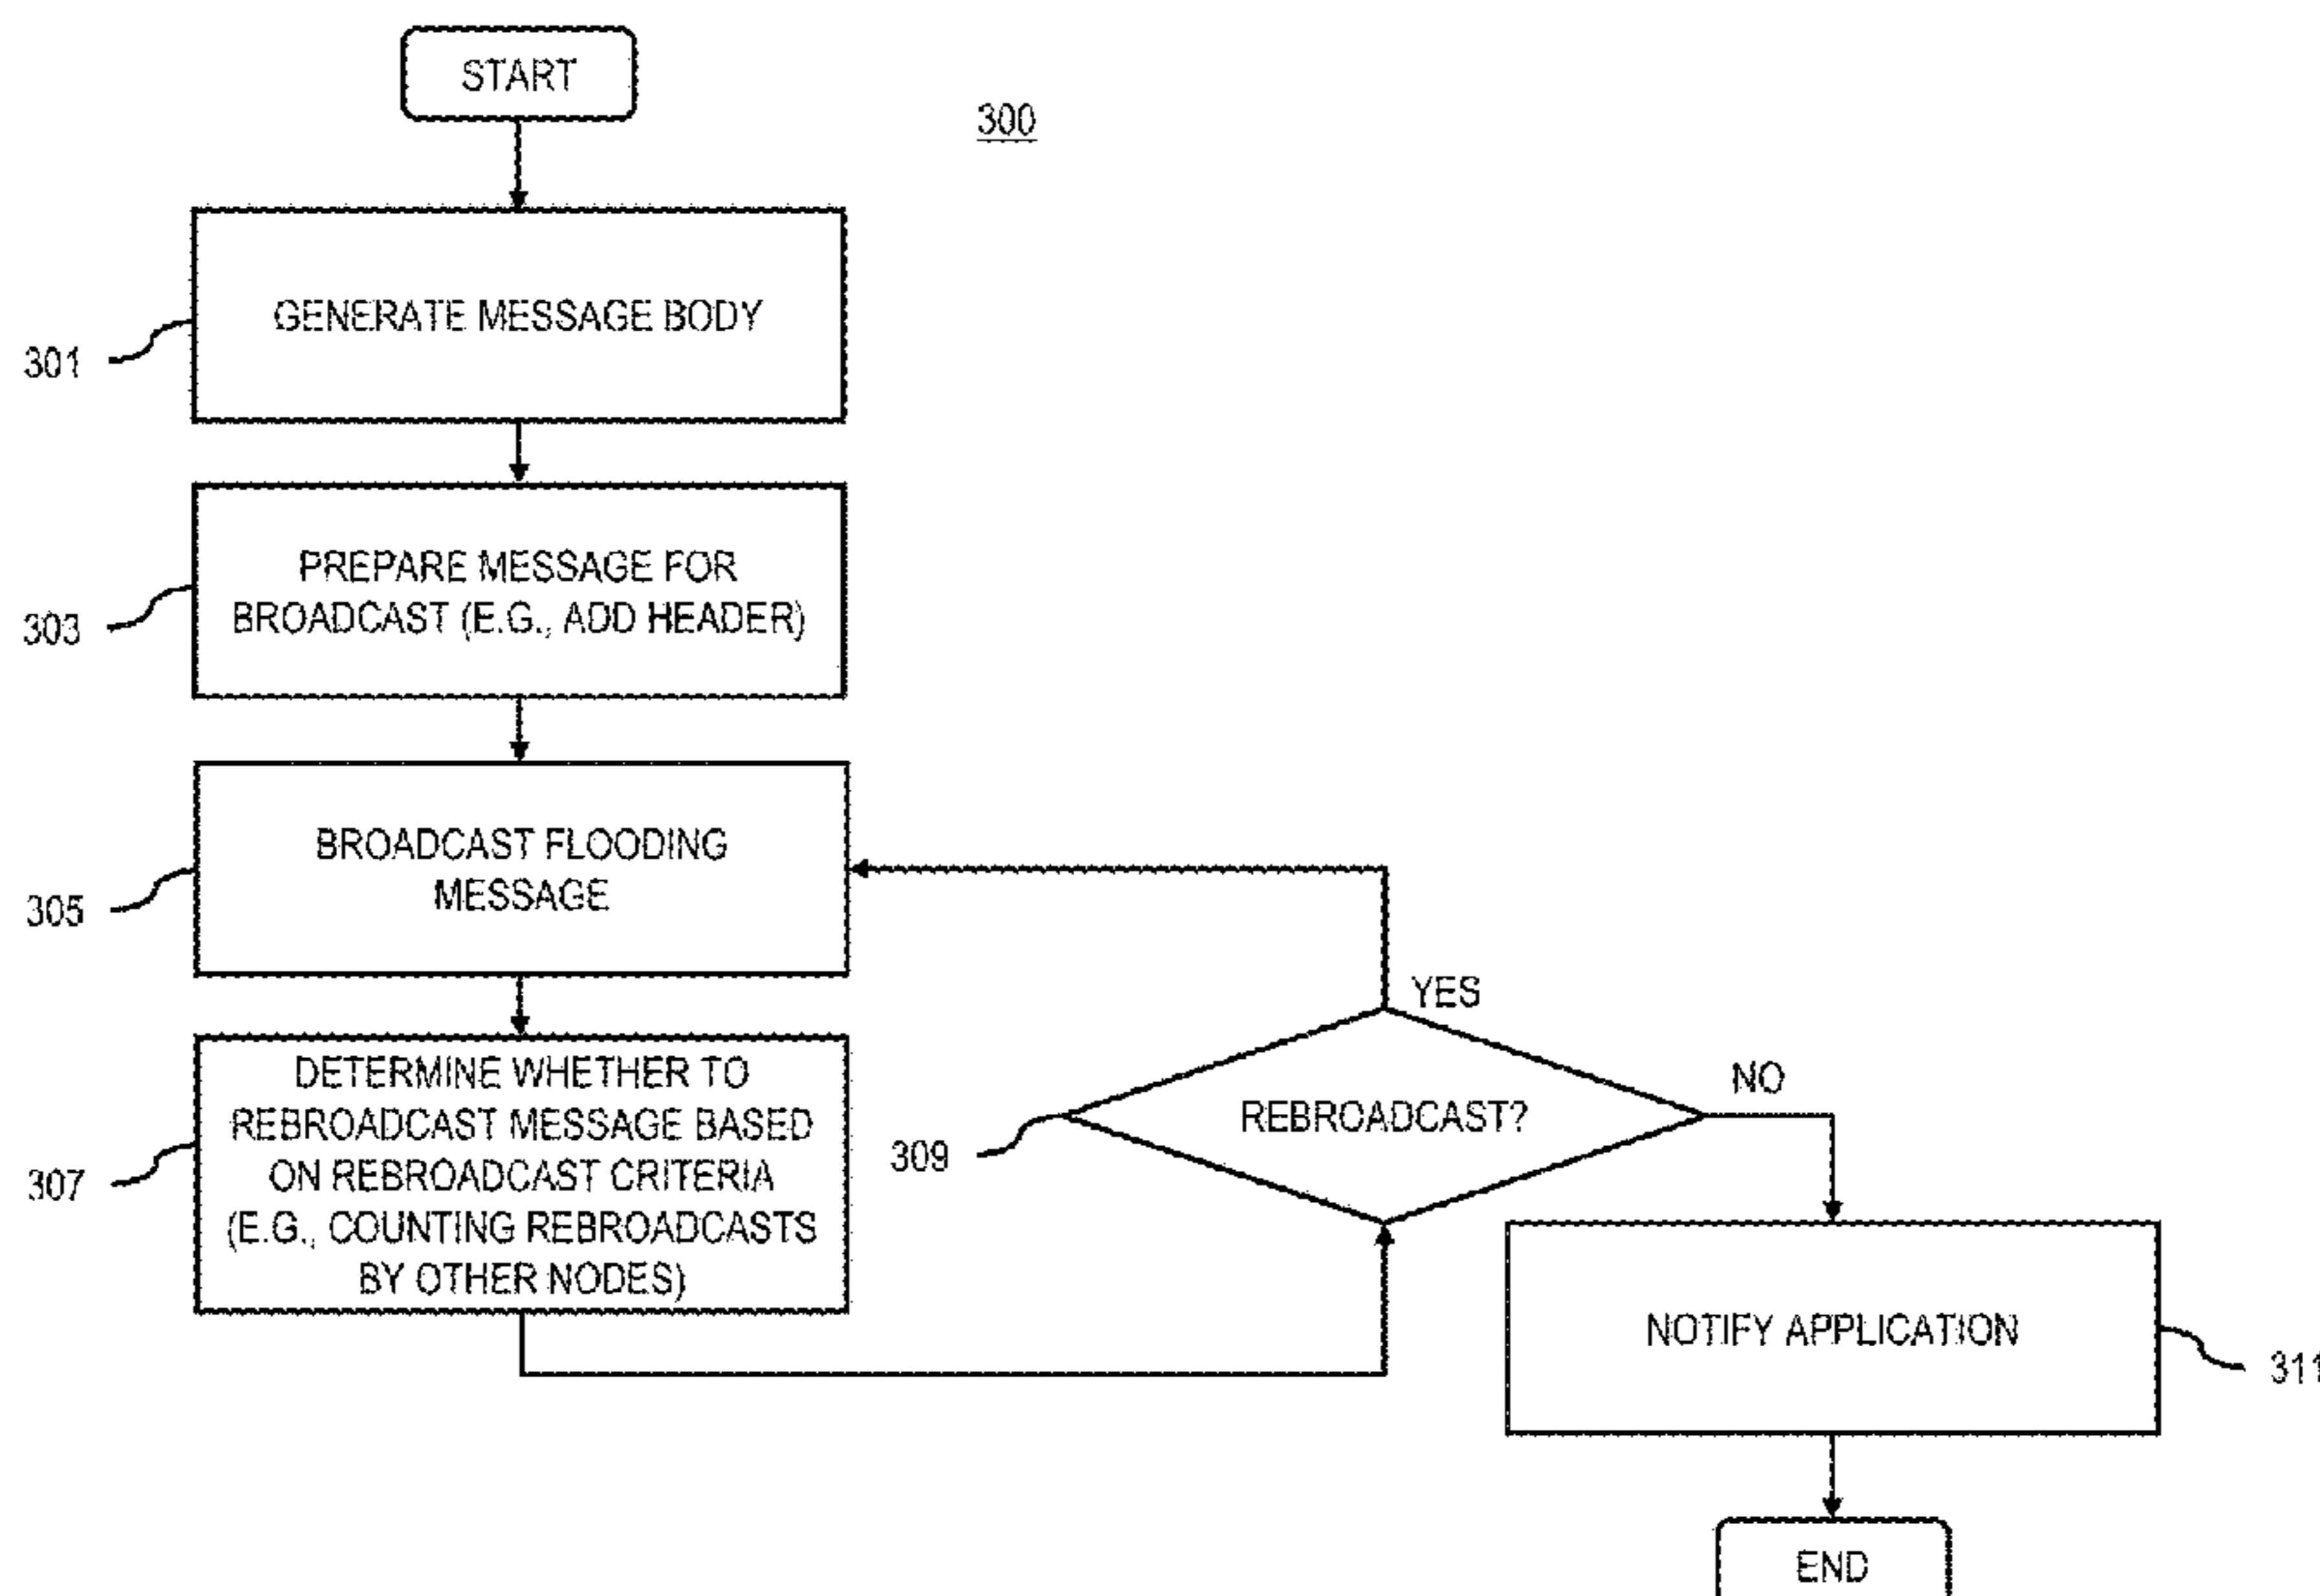 START
300
GENERATE MESSAGE BODY
301
PREPARE MESSAGE FOR
BROADCAST (E.G., ADD HEADER)
303
BROADCAST FLOODING
MESSAGE
305
YES
DETERMINE WHETHER TO
REBROADCAST MESSAGE BASED
ON REBROADCAST CRITERIA
(E.G., COUNTING REBROADCASTS
BY OTHER NODES)
307
REBROADCAST?
309
NO
NOTIFY APPLICATION
311
END